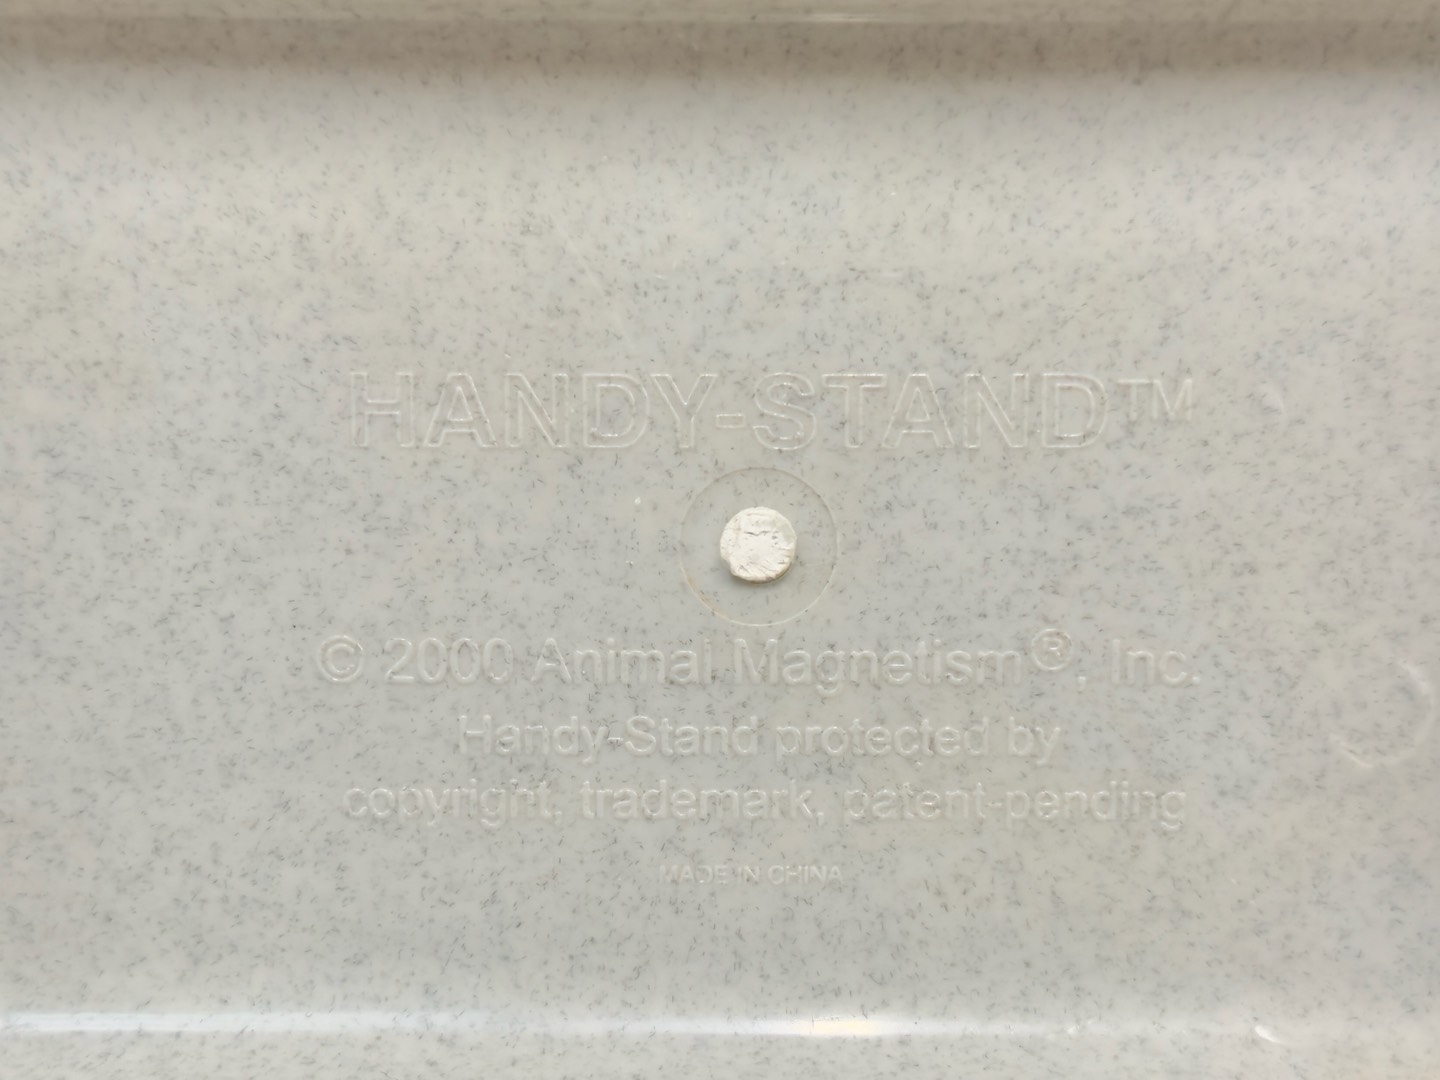 HANDY-STAND™
© 2000 Animal Magnetism®, Inc.
Handy-Stand protected by
copyright, trademark, patent-pending
MADE IN CHINA